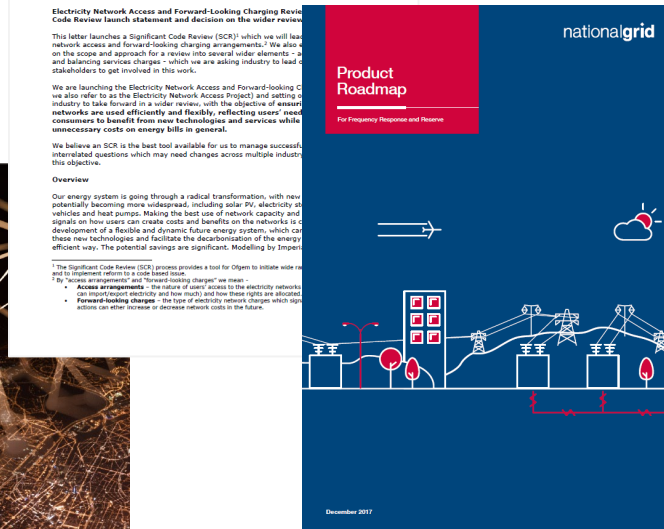 Electricity Network Access and Forward-Looking Charging
Code Review launch statement and decision on the wider review
This letter launches a Significant Code Review (SCR)¹ which we will
network access and forward-looking charging arrangements.² We also
on the scope and approach for a review into several wider elements -
and balancing services charges - which we are asking industry to lead
stakeholders to get involved in this work.
We are launching the Electricity Network Access and Forward-looking
we also refer to as the Electricity Network Access Project) and setting
industry to take forward in a wider review, with the objective of
networks are used efficiently and flexibly, reflecting users'
consumers to benefit from new technologies and services while
unnecessary costs on energy bills in general.
We believe an SCR is the best tool available for us to manage
interrelated questions which may need changes across multiple industry
this objective.
Overview
Our energy system is going through a radical transformation, with new
potentially becoming more widespread, including solar PV, electricity
vehicles and heat pumps. Making the best use of network capacity and
signals on how users can create costs and benefits on the networks is
development of a flexible and dynamic future energy system, which can
these new technologies and facilitate the decarbonisation of the energy
efficient way. The potential savings are significant. Modelling by
¹ The Significant Code Review (SCR) process provides a tool for Ofgem to initiate wide
and to implement reform to a code based issue.
² By "access arrangements" and "forward-looking charges" we mean -
• Access arrangements – the nature of users' access to the electricity networks
can import/export electricity and how much) and how these rights are allocated.
• Forward-looking charges – the type of electricity network charges which
actions can ether increase or decrease network costs in the future.
nationalgrid
Product
Roadmap
For Frequency Response and Reserve
December 2017